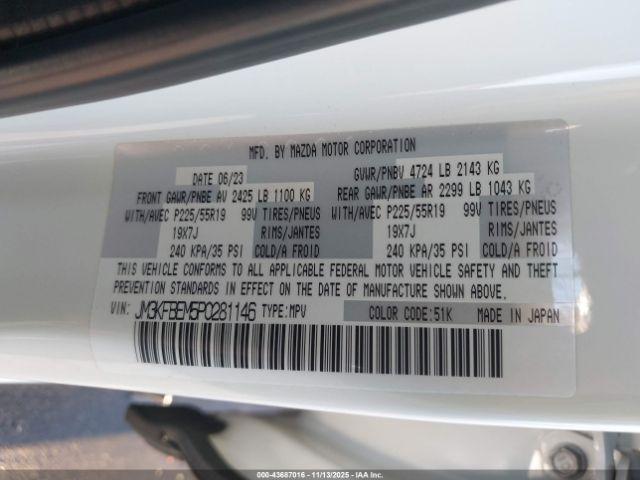 MFD. BY MAZDA MOTOR CORPORATION
DATE 06/23 GVWR/PNBV 4724 LB 2143 KG
FRONT GAWR/PNBE AV 2425 LB 1100 KG REAR GAWR/PNBE AR 2299 LB 1043 KG
WITH/AVEC P225/55R19 99V TIRES/PNEUS WITH/AVEC P225/55R19 99V TIRES/PNEUS
19X7J RIMS/JANTES 19X7J RIMS/JANTES
240 KPA/35 PSI COLD/A FROID 240 KPA/35 PSI COLD/A FROID
THIS VEHICLE CONFORMS TO ALL APPLICABLE FEDERAL MOTOR VEHICLE SAFETY AND THEFT
PREVENTION STANDARDS IN EFFECT ON THE DATE OF MANUFACTURE SHOWN ABOVE.
VIN: JM3KFBEM5P0281146 TYPE:MPV COLOR CODE:51K MADE IN JAPAN
000-43687016 - 11/13/2025 - IAAI.com